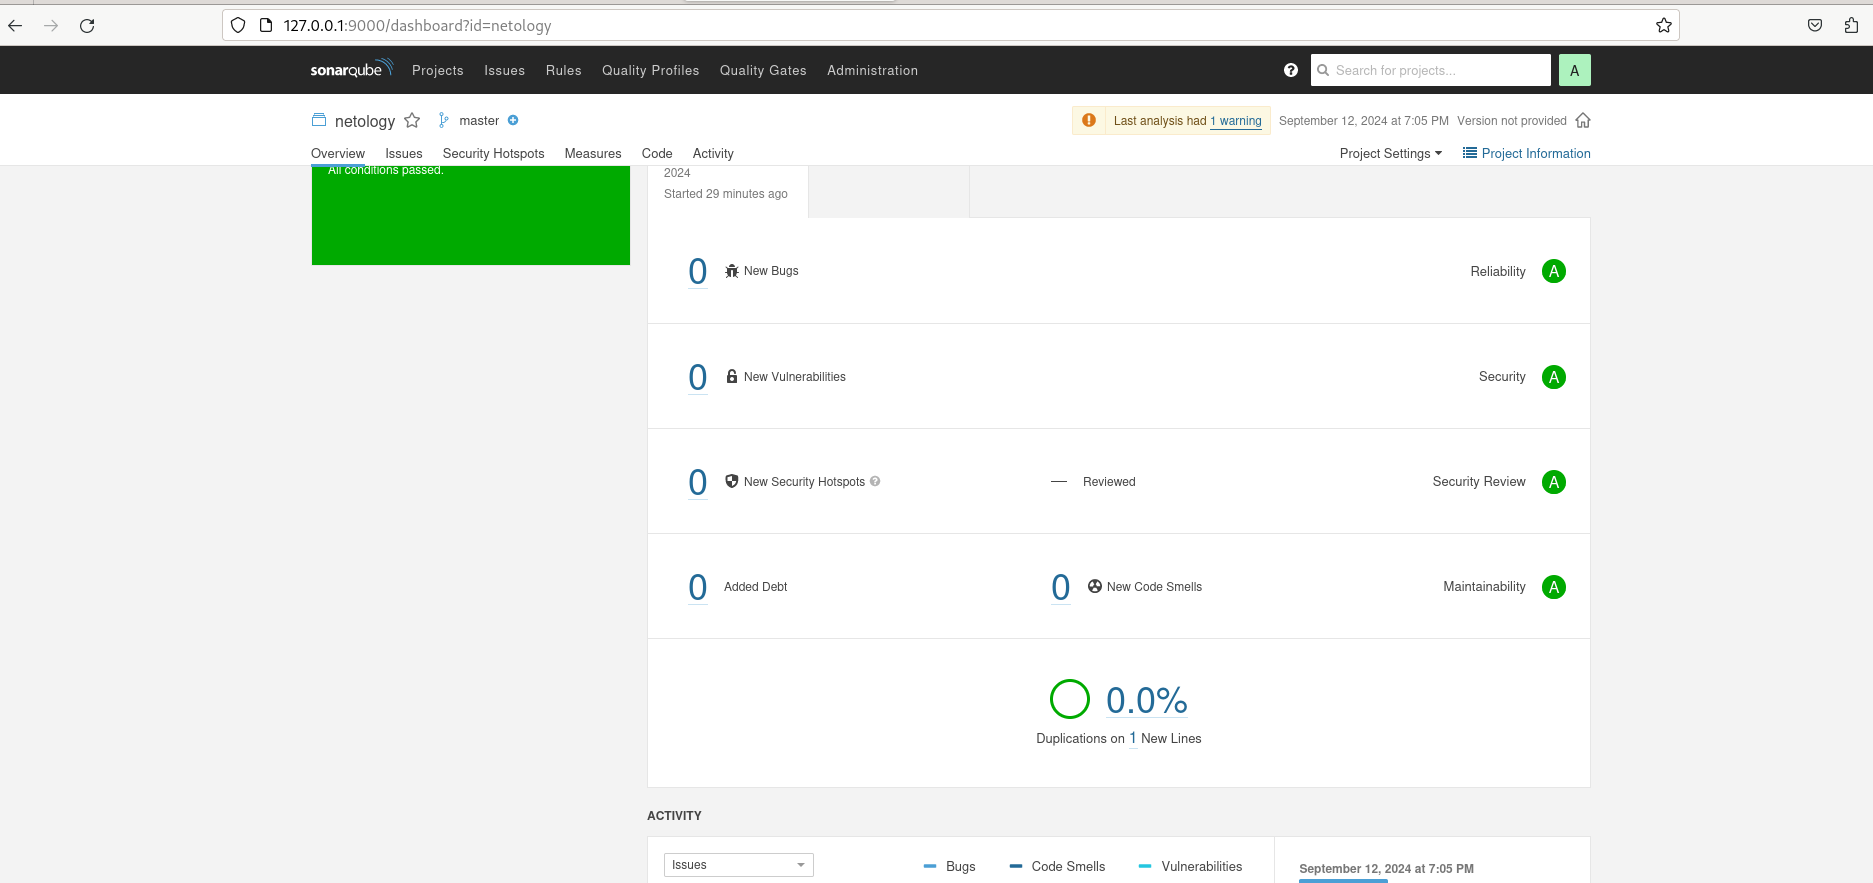 127.0.0.1:9000/dashboard?id=netology
sonarqube Projects Issues Rules Quality Profiles Quality Gates Administration ? Search for projects... A
netology master Last analysis had 1 warning September 12, 2024 at 7:05 PM Version not provided
Overview Issues Security Hotspots Measures Code Activity Project Settings Project Information
All conditions passed.
2024
Started 29 minutes ago
0 New Bugs Reliability A
0 New Vulnerabilities Security A
0 New Security Hotspots ? — Reviewed Security Review A
0 Added Debt 0 New Code Smells Maintainability A
0.0%
Duplications on 1 New Lines
ACTIVITY
Issues Bugs Code Smells Vulnerabilities
September 12, 2024 at 7:05 PM